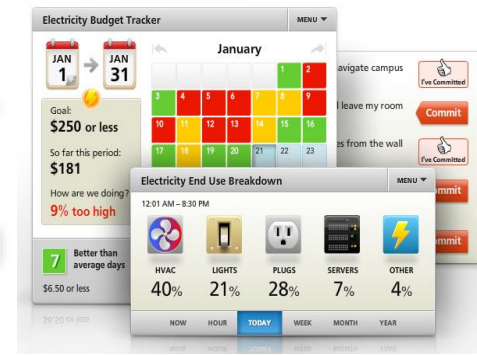 Electricity Budget Tracker
MENU
JAN
1
JAN
31
January
1 2
3 4 5 6 7 8 9
10 11 12 13 14 15 16
17 18 19 20 21 22 23
Goal:
$250 or less
So far this period:
$181
How are we doing?
9% too high
7
Better than
average days
$6.50 or less
avigate campus
I've Committed
leave my room
Commit
es from the wall
I've Committed
mmit
mmit
Electricity End Use Breakdown
MENU
12:01 AM – 8:30 PM
HVAC LIGHTS PLUGS SERVERS OTHER
40% 21% 28% 7% 4%
NOW HOUR TODAY WEEK MONTH YEAR